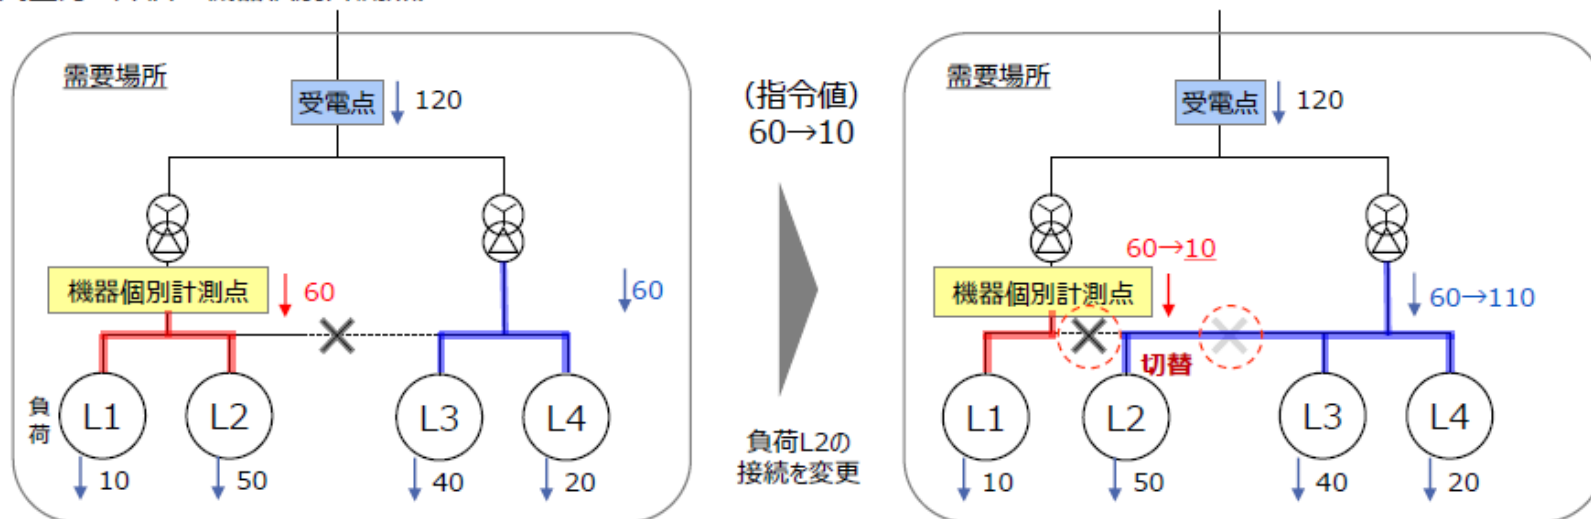 需要場所
受電点
120
機器個別計測点
60
60
負
荷
L1
L2
L3
L4
10
50
40
20
（指令値）
60→10
負荷L2の
接続を変更
需要場所
受電点
120
60→10
機器個別計測点
60→110
切替
L1
L2
L3
L4
10
50
40
20